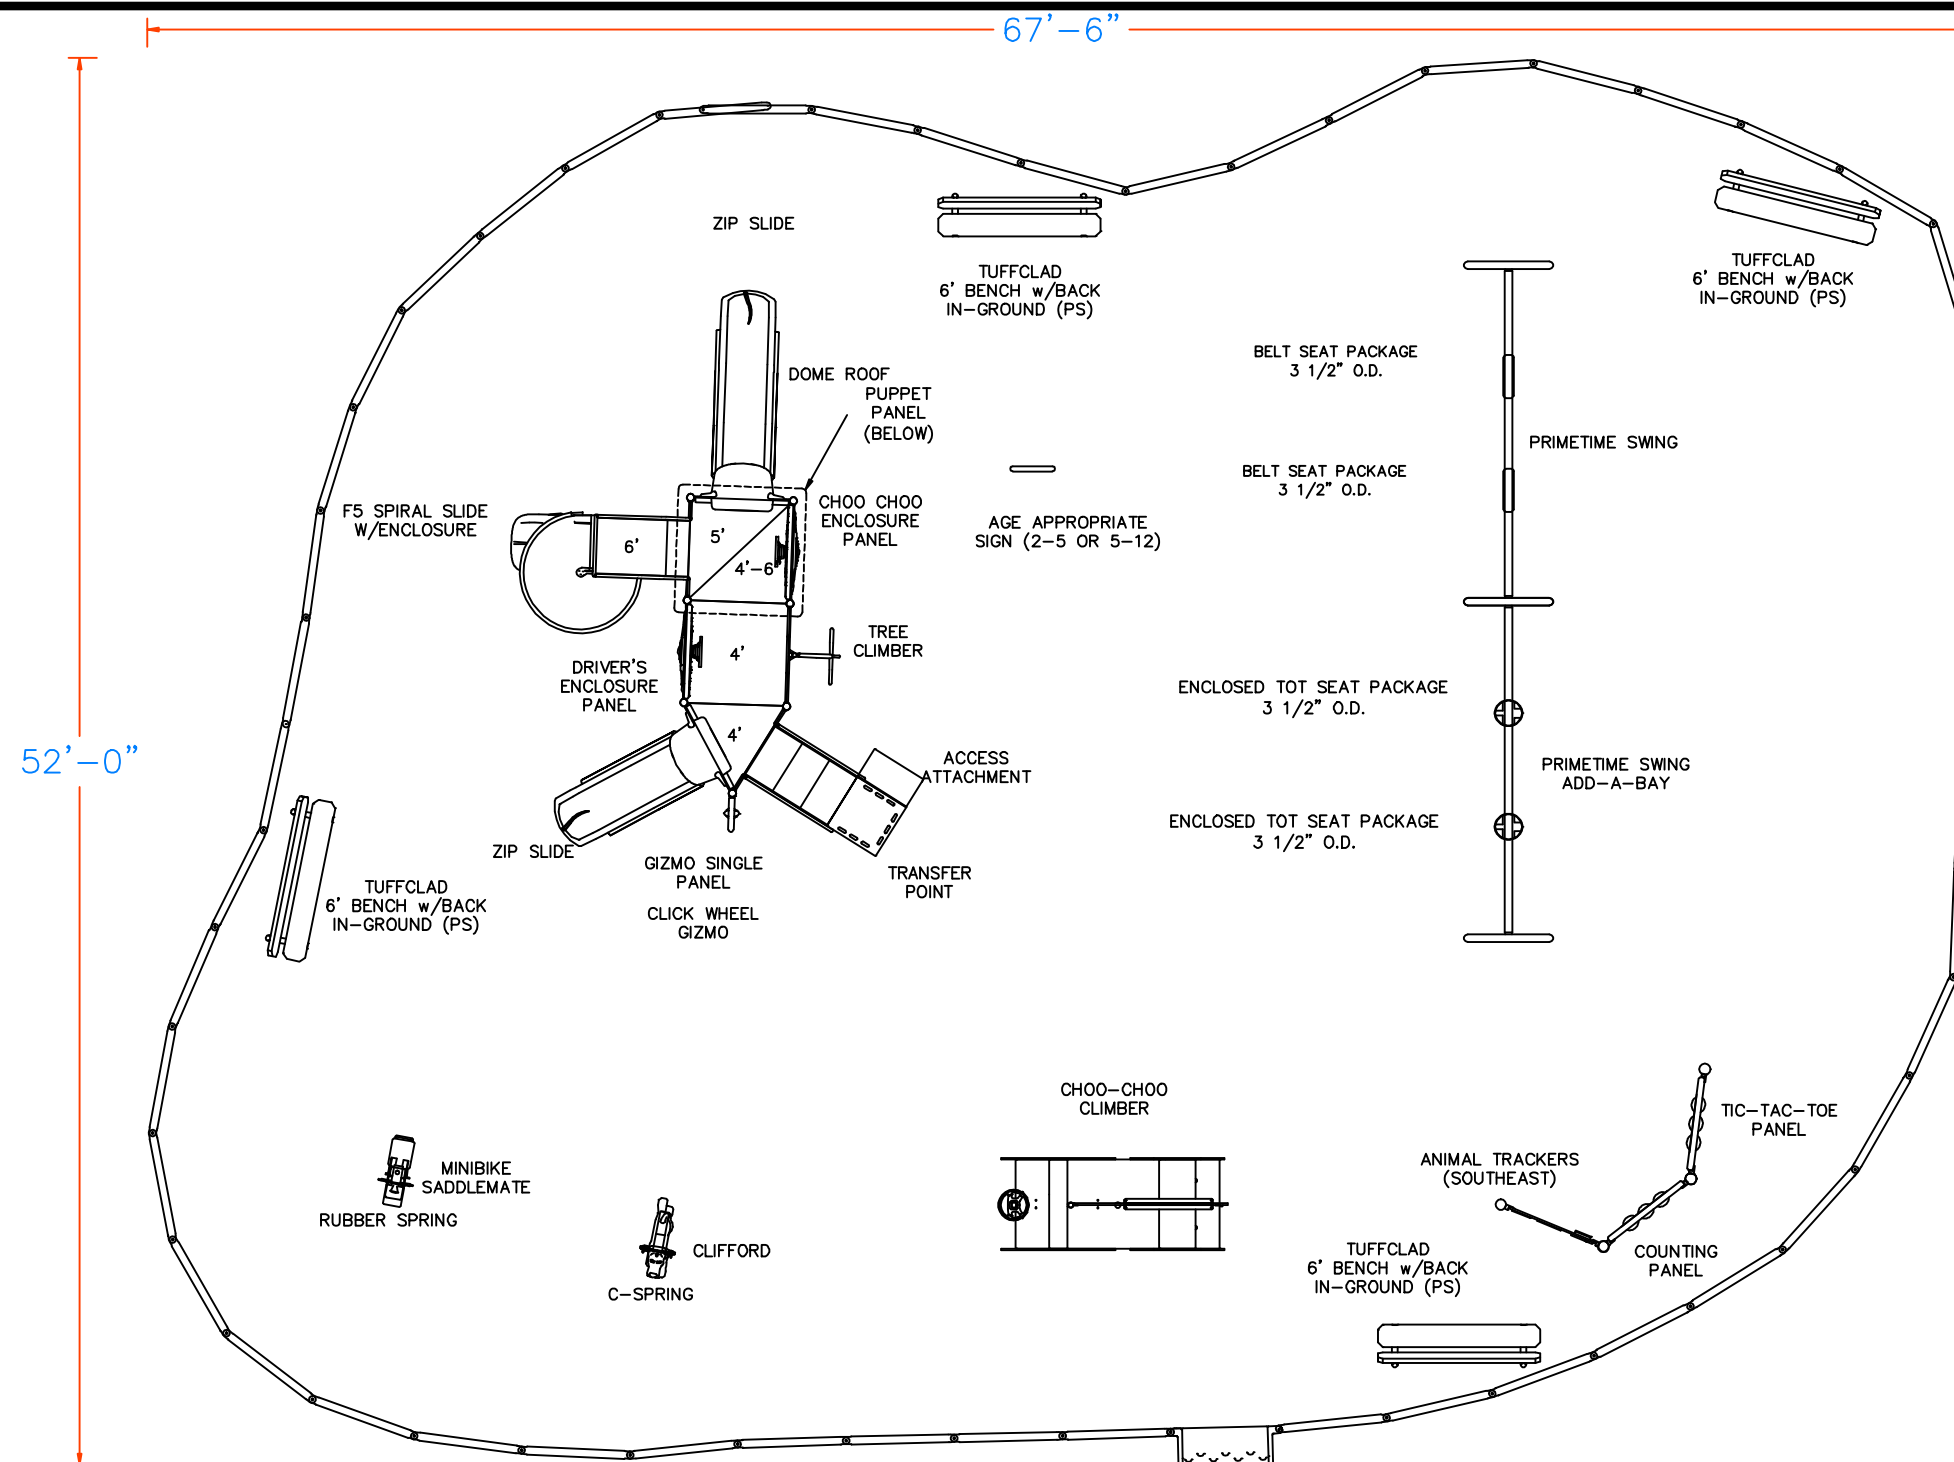 67'-6"
ZIP SLIDE
TUFFCLAD
6' BENCH w/BACK
IN-GROUND (PS)
TUFFCLAD
6' BENCH w/BACK
IN-GROUND (PS)
BELT SEAT PACKAGE
3 1/2" O.D.
DOME ROOF
PUPPET
PANEL
(BELOW)
PRIMETIME SWING
BELT SEAT PACKAGE
3 1/2" O.D.
F5 SPIRAL SLIDE
W/ENCLOSURE
CHOO CHOO
ENCLOSURE
PANEL
AGE APPROPRIATE
SIGN (2-5 OR 5-12)
5'
6'
4'-6
TREE
CLIMBER
4'
DRIVER'S
ENCLOSURE
PANEL
ENCLOSED TOT SEAT PACKAGE
3 1/2" O.D.
4'
52'-0"
ACCESS
ATTACHMENT
PRIMETIME SWING
ADD-A-BAY
ENCLOSED TOT SEAT PACKAGE
3 1/2" O.D.
ZIP SLIDE
GIZMO SINGLE
PANEL
CLICK WHEEL
GIZMO
TRANSFER
POINT
TUFFCLAD
6' BENCH w/BACK
IN-GROUND (PS)
CHOO-CHOO
CLIMBER
TIC-TAC-TOE
PANEL
MINIBIKE
SADDLEMATE
RUBBER SPRING
ANIMAL TRACKERS
(SOUTHEAST)
CLIFFORD
C-SPRING
TUFFCLAD
6' BENCH w/BACK
IN-GROUND (PS)
COUNTING
PANEL